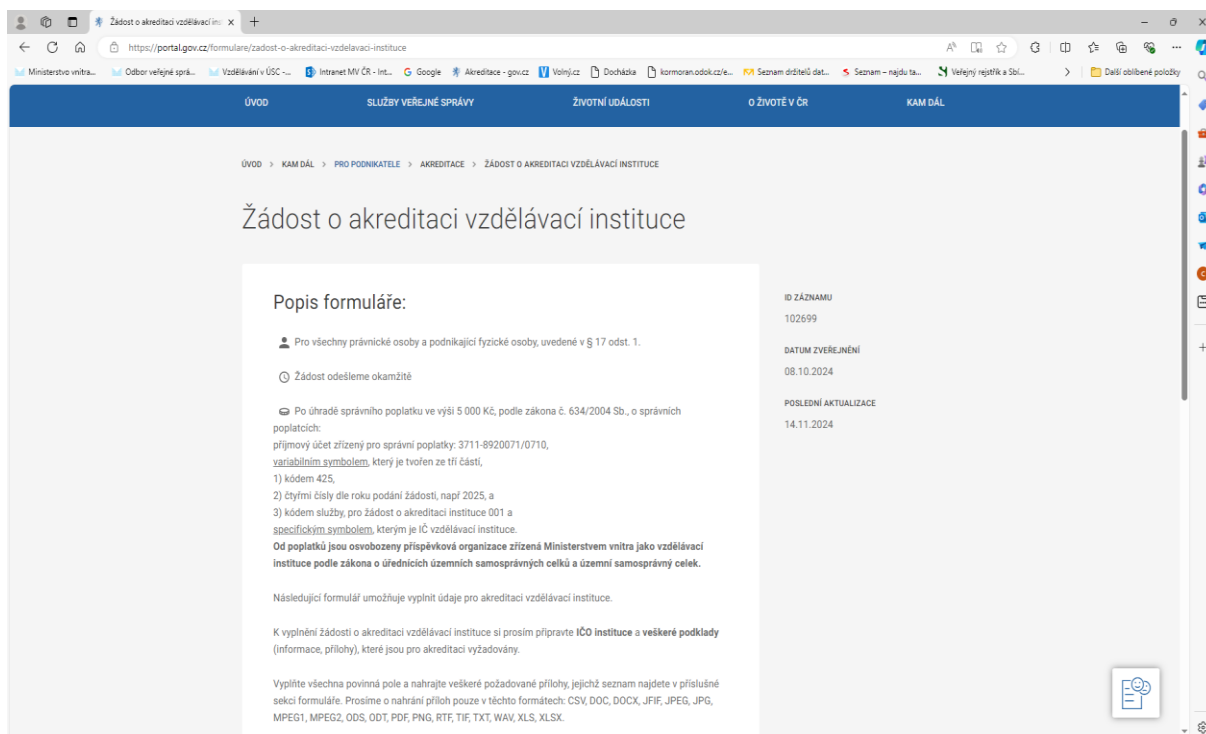 Žádost o akreditaci vzdělávací ins
https://portal.gov.cz/formulare/zadost-o-akreditaci-vzdelavaci-instituce
Ministerstvo vnitra... Odbor veřejné sprá... Vzdělávání v ÚSC -... Intranet MV ČR - Int... Google Akreditace - gov.cz Volný.cz Docházka kormoran.odok.cz/e... Seznam držitelů dat... Seznam – najdu ta... Veřejný rejstřík a Sbí... Další oblíbené položky
ÚVOD SLUŽBY VEŘEJNÉ SPRÁVY ŽIVOTNÍ UDÁLOSTI O ŽIVOTĚ V ČR KAM DÁL
ÚVOD > KAM DÁL > PRO PODNIKATELE > AKREDITACE > ŽÁDOST O AKREDITACI VZDĚLÁVACÍ INSTITUCE
Žádost o akreditaci vzdělávací instituce
Popis formuláře:
Pro všechny právnické osoby a podnikající fyzické osoby, uvedené v § 17 odst. 1.
Žádost odešleme okamžitě
Po úhradě správního poplatku ve výši 5 000 Kč, podle zákona č. 634/2004 Sb., o správních
poplatcích:
příjmový účet zřízený pro správní poplatky: 3711-8920071/0710,
variabilním symbolem, který je tvořen ze tří částí,
1) kódem 425,
2) čtyřmi čísly dle roku podání žádosti, např 2025, a
3) kódem služby, pro žádost o akreditaci instituce 001 a
specifickým symbolem, kterým je IČ vzdělávací instituce.
Od poplatků jsou osvobozeny příspěvková organizace zřízená Ministerstvem vnitra jako vzdělávací
instituce podle zákona o úřednících územních samosprávných celků a územní samosprávný celek.
Následující formulář umožňuje vyplnit údaje pro akreditaci vzdělávací instituce.
K vyplnění žádosti o akreditaci vzdělávací instituce si prosím připravte IČO instituce a veškeré podklady
(informace, přílohy), které jsou pro akreditaci vyžadovány.
Vyplňte všechna povinná pole a nahrajte veškeré požadované přílohy, jejichž seznam najdete v příslušné
sekci formuláře. Prosíme o nahrání příloh pouze v těchto formátech: CSV, DOC, DOCX, JFIF, JPEG, JPG,
MPEG1, MPEG2, ODS, ODT, PDF, PNG, RTF, TIF, TXT, WAV, XLS, XLSX.
ID ZÁZNAMU
102699
DATUM ZVEŘEJNĚNÍ
08.10.2024
POSLEDNÍ AKTUALIZACE
14.11.2024